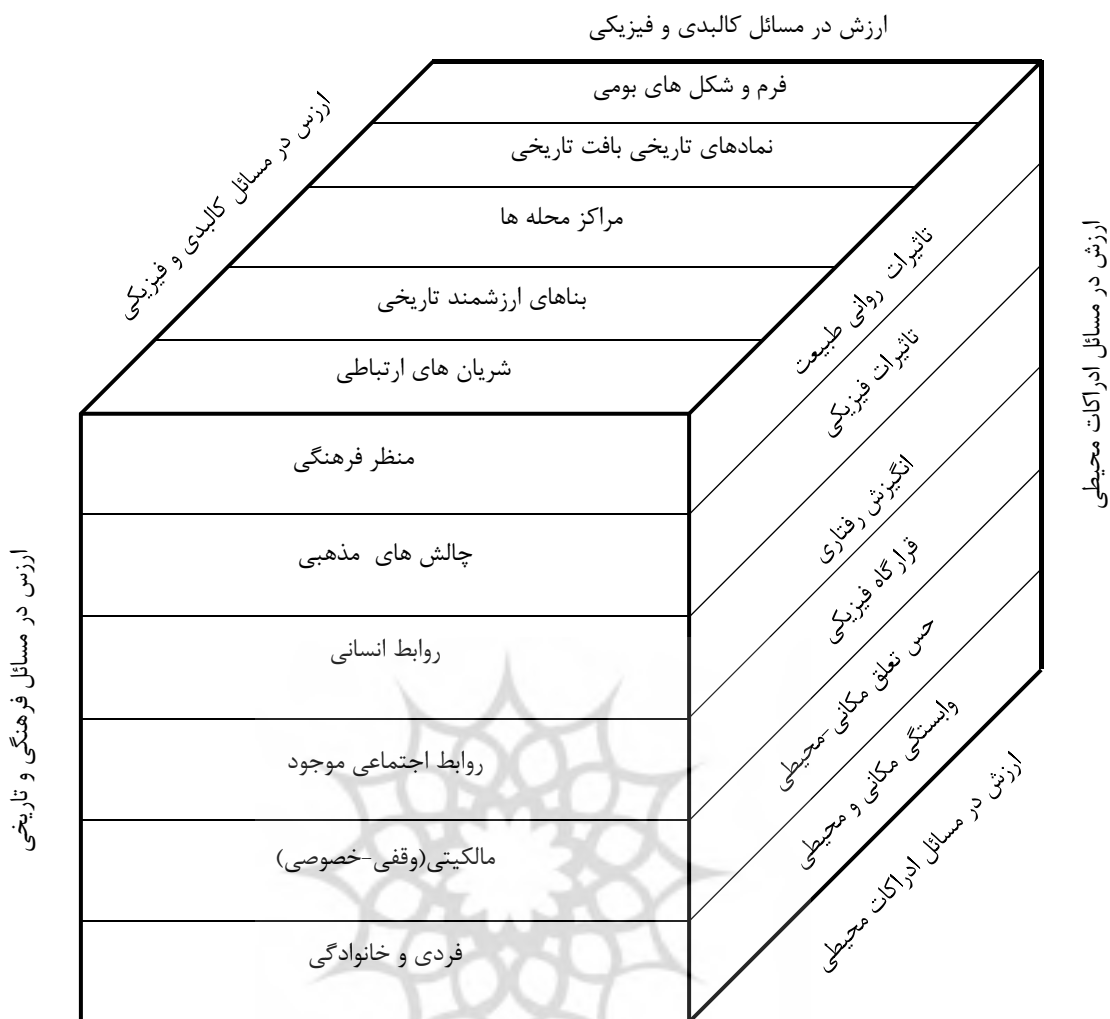 ارزش در مسائل کالبدی و فیزیکی
فرم و شکل های بومی
نمادهای تاریخی بافت تاریخی
مراکز محله ها
بناهای ارزشمند تاریخی
شریان های ارتباطی
ارزس در مسائل کالبدی و فیزیکی
منظر فرهنگی
چالش های مذهبی
روابط انسانی
روابط اجتماعی موجود
مالکیتی(وقفی-خصوصی)
فردی و خانوادگی
ارزس در مسائل فرهنگی و تاریخی
تاثیرات روانی طبیعت
تاثیرات فیزیکی
انگیزش رفتاری
قرارگاه فیزیکی
حس تعلق مکانی-محیطی
وابستگی مکانی و محیطی
ارزش در مسائل ادراکات محیطی
ارزش در مسائل ادراکات محیطی